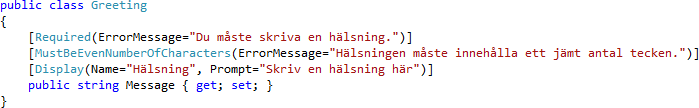 public class Greeting
{
    [Required(ErrorMessage="Du måste skriva en hälsning.")]
    [MustBeEvenNumberOfCharacters(ErrorMessage="Hälsningen måste innehålla ett jämt antal tecken.")]
    [Display(Name="Hälsning", Prompt="Skriv en hälsning här")]
    public string Message { get; set; }
}